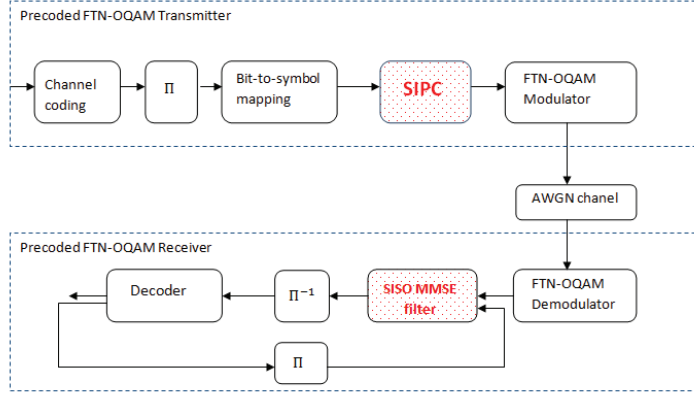 Precoded FTN-OQAM Transmitter
Channel
coding
Π
Bit-to-symbol
mapping
SIPC
FTN-OQAM
Modulator
AWGN chanel
Precoded FTN-OQAM Receiver
Decoder
Π⁻¹
SISO MMSE
filter
FTN-OQAM
Demodulator
Π